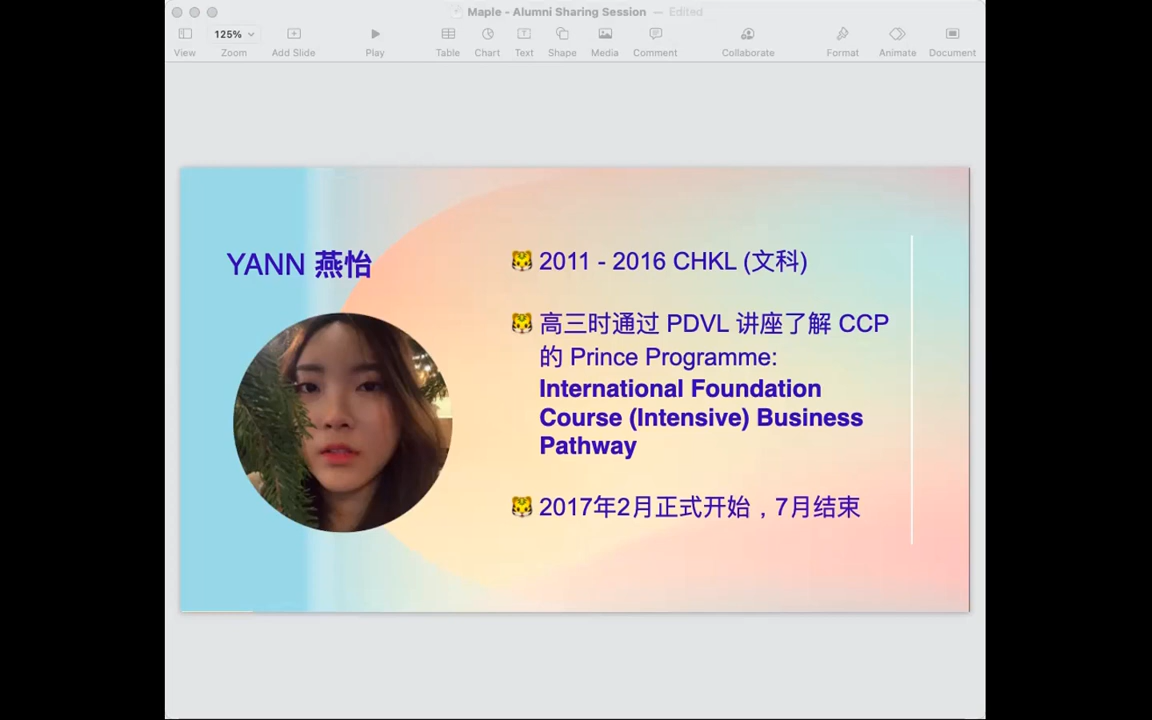 Maple - Alumni Sharing Session — Edited
125%
View Zoom Add Slide Play Table Chart Text Shape Media Comment Collaborate Format Animate Document
YANN 燕怡
2011 - 2016 CHKL (文科)
高三时通过 PDVL 讲座了解 CCP
的 Prince Programme:
International Foundation
Course (Intensive) Business
Pathway
2017年2月正式开始，7月结束